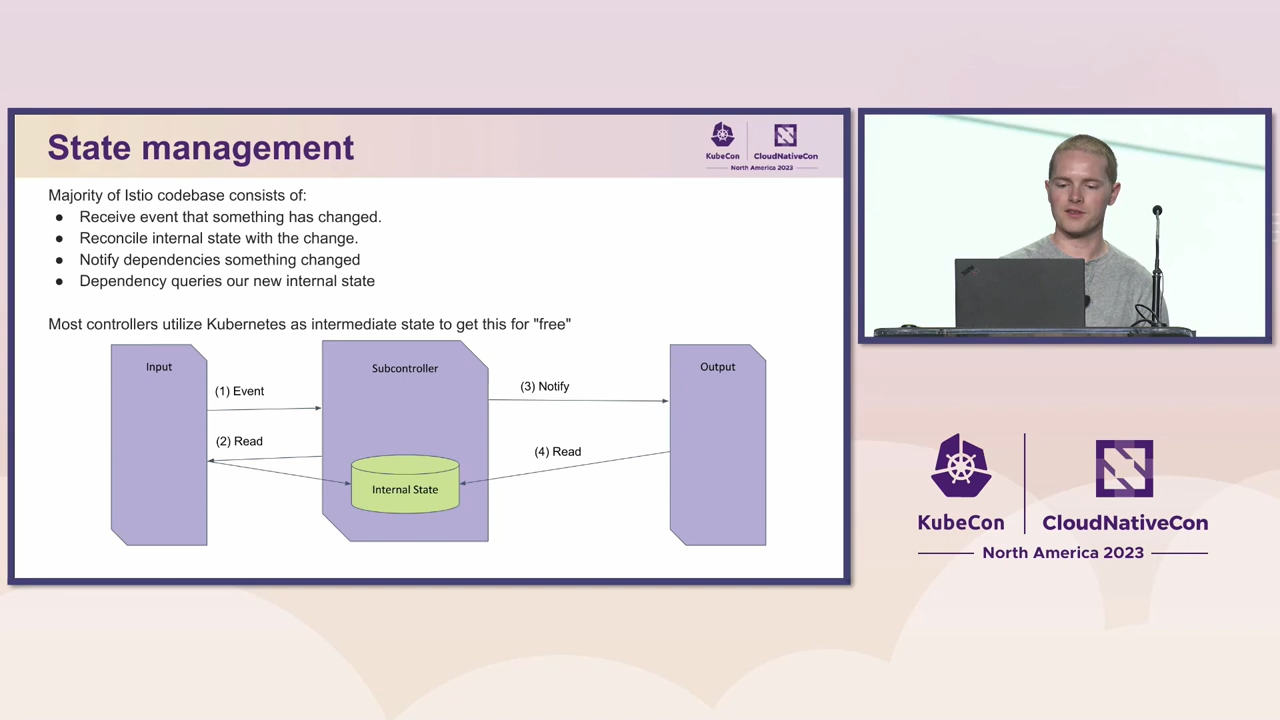 State management
KubeCon
CloudNativeCon
North America 2023
Majority of Istio codebase consists of:
● Receive event that something has changed.
● Reconcile internal state with the change.
● Notify dependencies something changed
● Dependency queries our new internal state
Most controllers utilize Kubernetes as intermediate state to get this for "free"
Input
Subcontroller
Output
(1) Event
(3) Notify
(2) Read
(4) Read
Internal State
KubeCon
CloudNativeCon
North America 2023